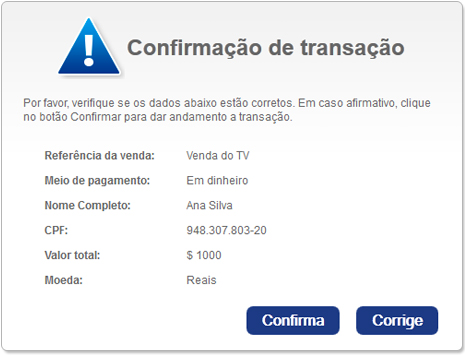 Confirmação de transação
Por favor, verifique se os dados abaixo estão corretos. Em caso afirmativo, clique
no botão Confirmar para dar andamento a transação.
Referência da venda: Venda do TV
Meio de pagamento: Em dinheiro
Nome Completo: Ana Silva
CPF: 948.307.803-20
Valor total: $ 1000
Moeda: Reais
Confirma Corrige